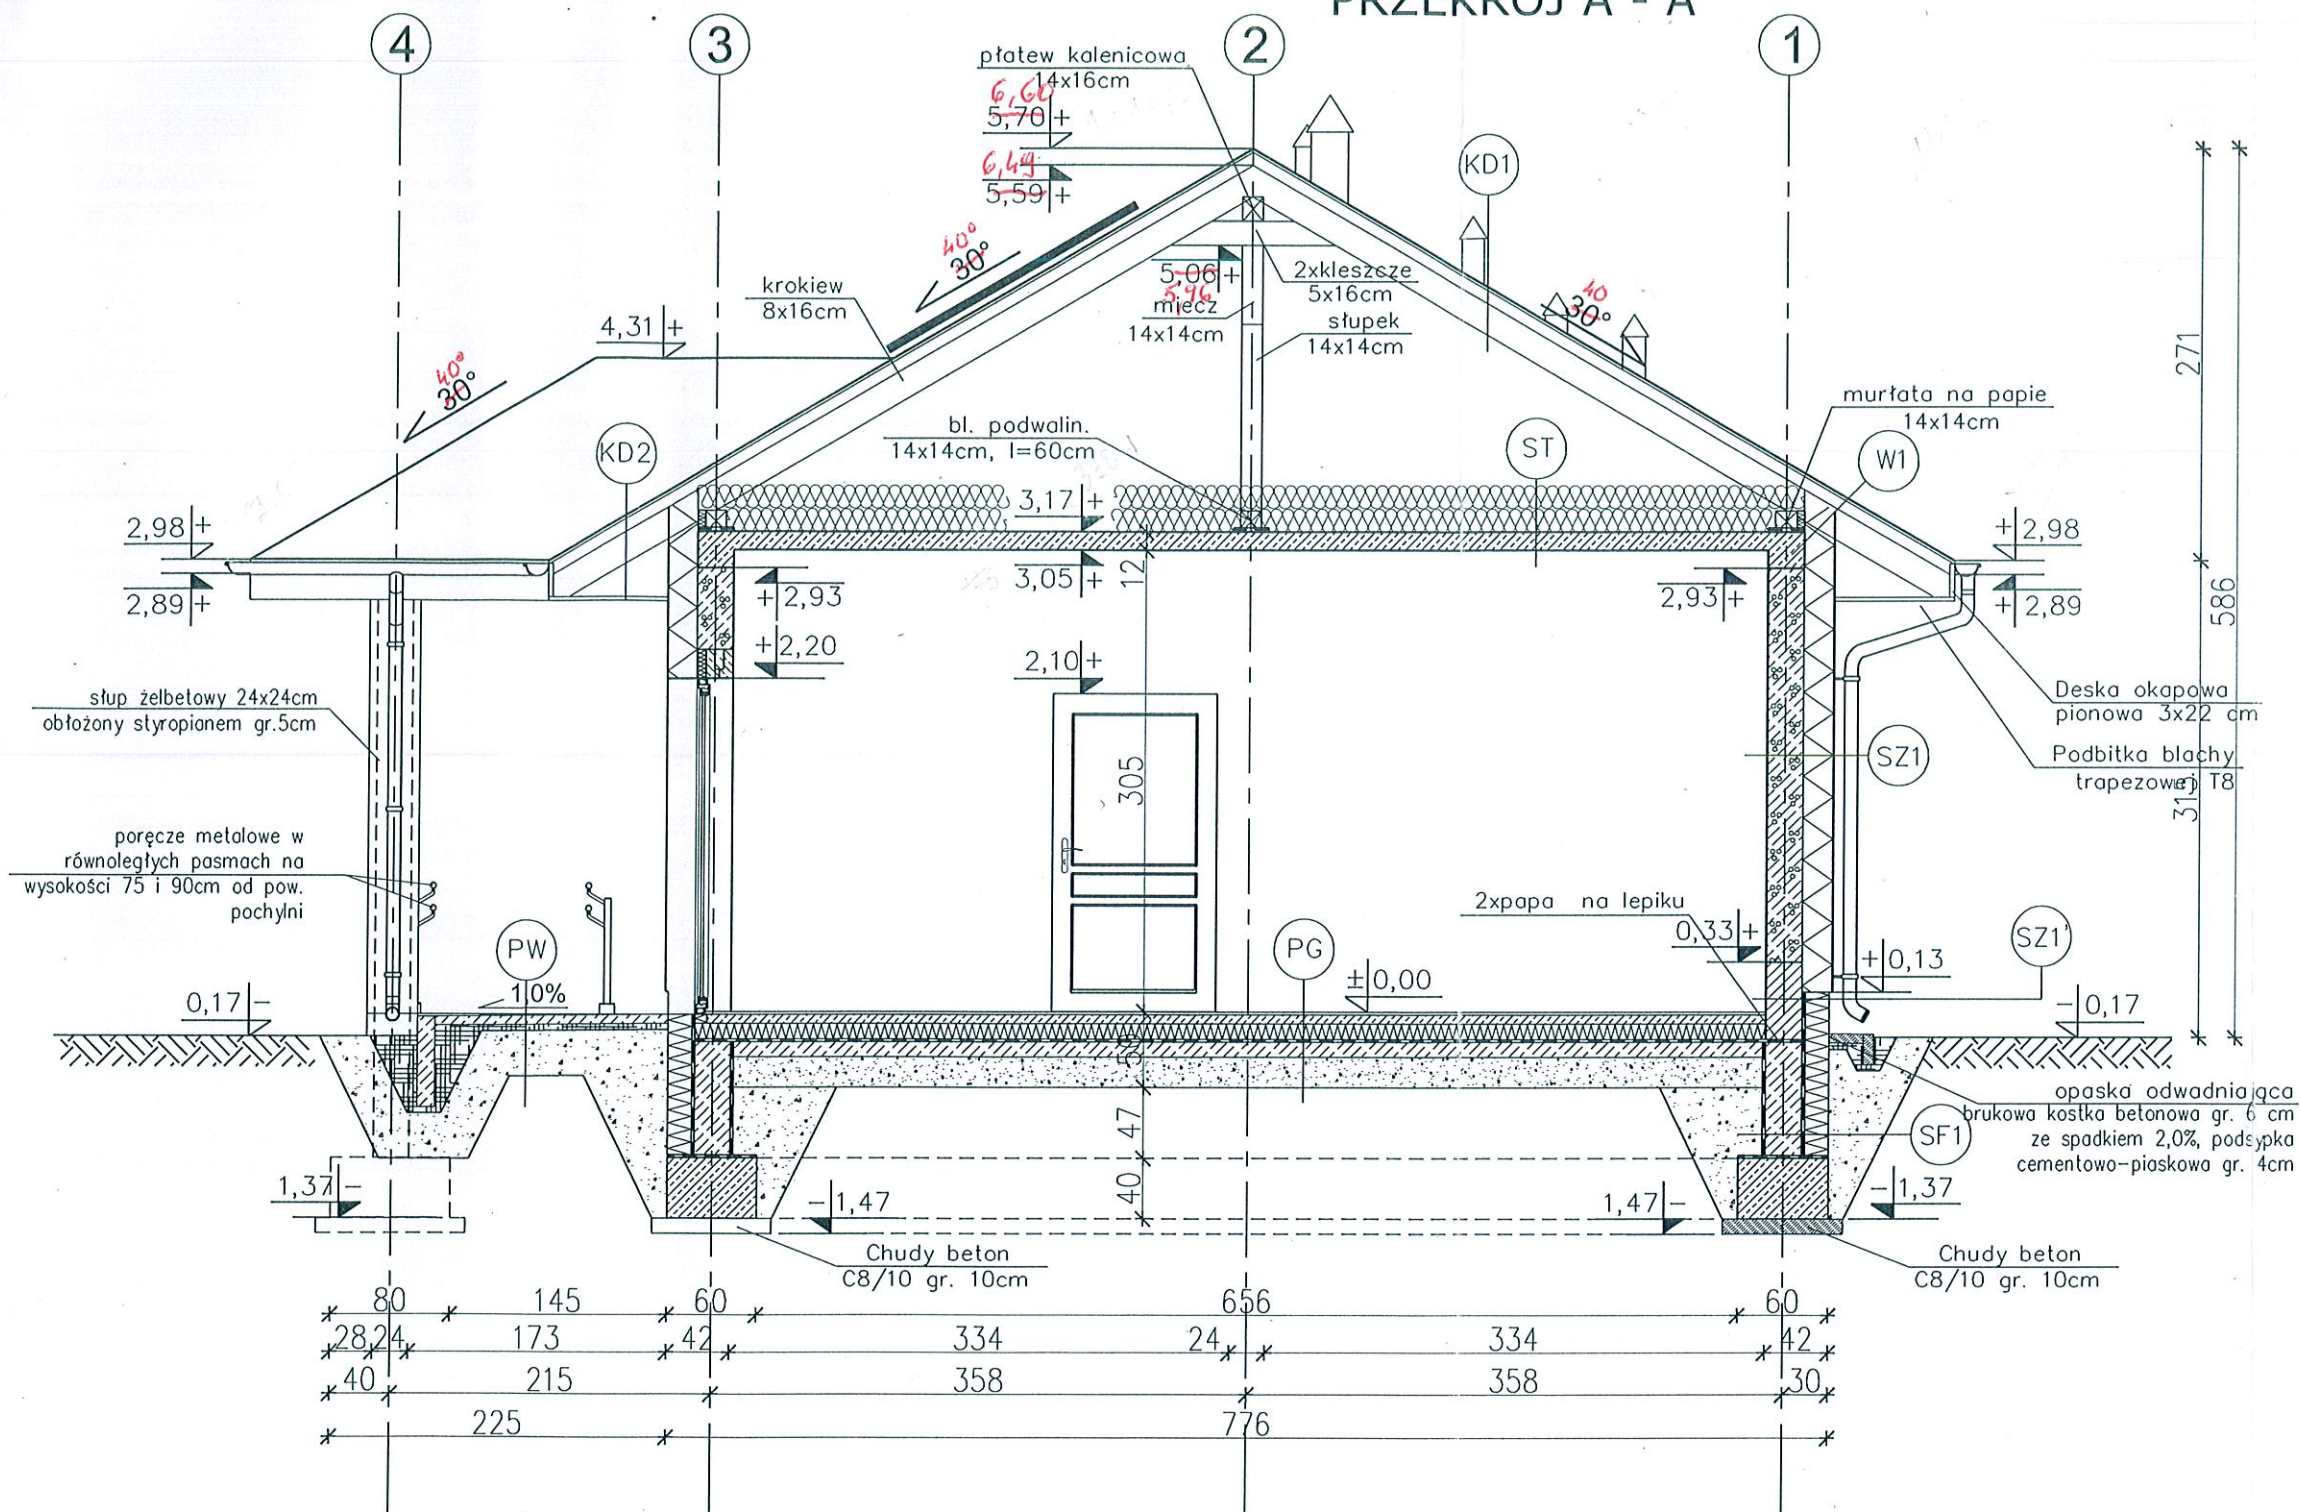 PRZEKRÓJ A - A
4
3
2
1
płatew kalenicowa
14x16cm
6,60
5,70 +
6,49
5,59 +
KD1
40°
30°
5,06 +
5,96
2xkleszcze
5x16cm
miecz
14x14cm
słupek
14x14cm
40
30°
krokiew
8x16cm
4,31 +
40°
30°
271
murłata na papie
14x14cm
KD2
bl. podwalin.
14x14cm, l=60cm
ST
W1
3,17 +
2,98 +
+ 2,98
2,89 +
3,05 +
12
+ 2,93
2,93 +
+ 2,89
586
+ 2,20
2,10 +
słup żelbetowy 24x24cm
obłożony styropianem gr.5cm
Deska okapowa
pionowa 3x22 cm
SZ1
Podbitka blachy
trapezowej T8
305
315
poręcze metalowe w
równoległych pasmach na
wysokości 75 i 90cm od pow.
pochylni
2xpapa na lepiku
0,33 +
SZ1'
PW
PG
+ 0,13
1,0%
±0,00
0,17 -
- 0,17
opaska odwadniająca
brukowa kostka betonowa gr. 6 cm
ze spadkiem 2,0%, podsypka
cementowo-piaskowa gr. 4cm
47
SF1
40
1,37 -
- 1,47
1,47 -
- 1,37
Chudy beton
C8/10 gr. 10cm
Chudy beton
C8/10 gr. 10cm
80 145 60 656 60
28 24 173 42 334 24 334 42
40 215 358 358 30
225 776